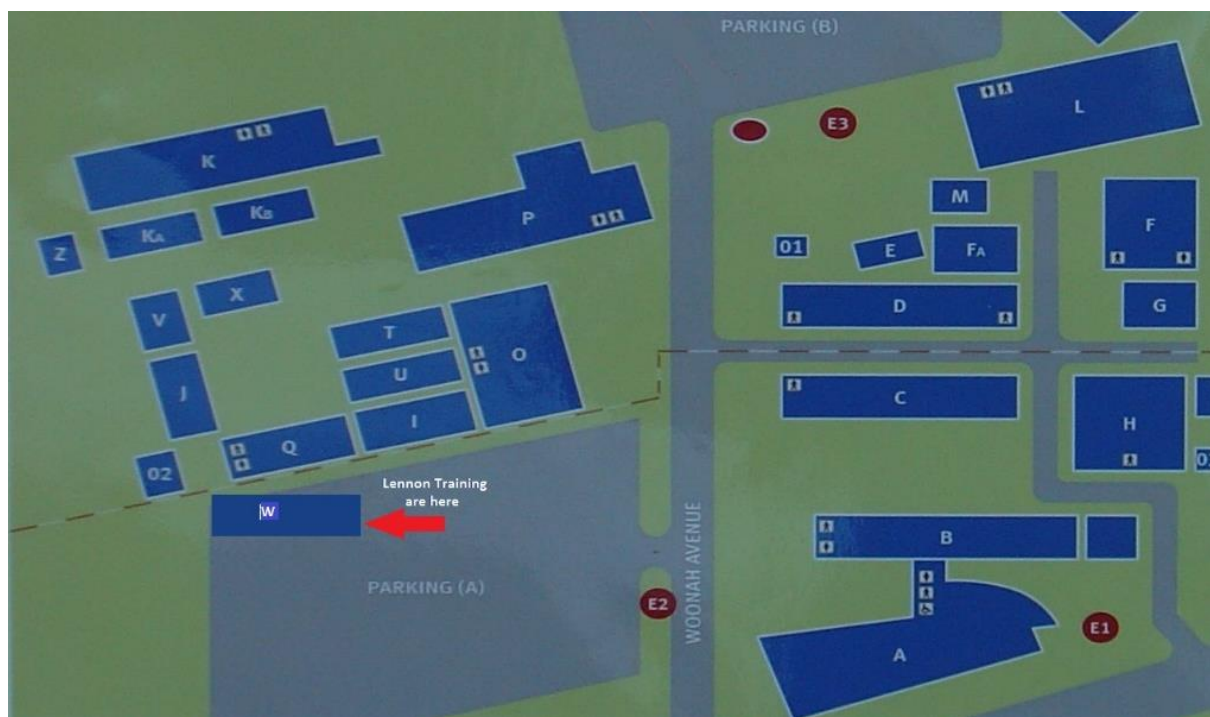 PARKING (B)
L
E3
K
M
P
KB
F
KA
Z
01
E
FA
X
V
D
G
T
O
U
J
C
I
H
Q
02
Lennon Training
are here
W
B
WOONAH AVENUE
PARKING (A)
E2
E1
A